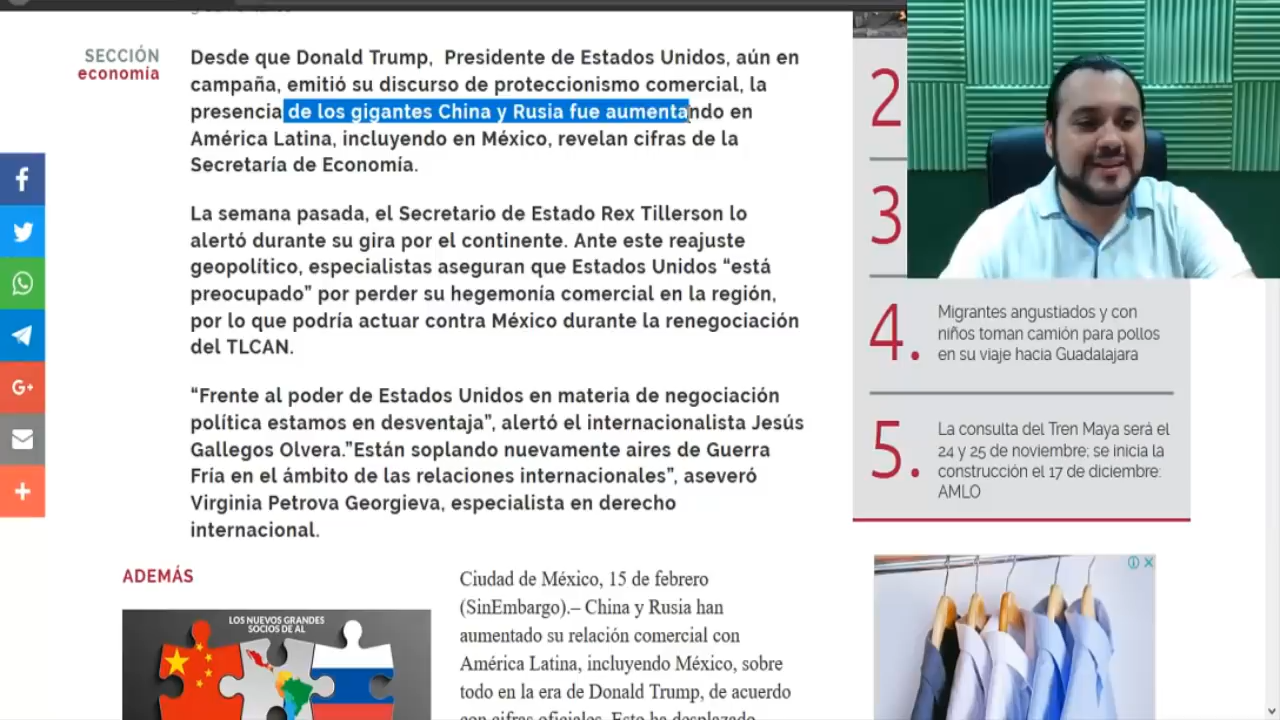 SECCIÓN
economía
Desde que Donald Trump, Presidente de Estados Unidos, aún en
campaña, emitió su discurso de proteccionismo comercial, la
presencia de los gigantes China y Rusia fue aumentando en
América Latina, incluyendo en México, revelan cifras de la
Secretaría de Economía.
La semana pasada, el Secretario de Estado Rex Tillerson lo
alertó durante su gira por el continente. Ante este reajuste
geopolítico, especialistas aseguran que Estados Unidos “está
preocupado” por perder su hegemonía comercial en la región,
por lo que podría actuar contra México durante la renegociación
del TLCAN.
“Frente al poder de Estados Unidos en materia de negociación
política estamos en desventaja”, alertó el internacionalista Jesús
Gallegos Olvera.”Están soplando nuevamente aires de Guerra
Fría en el ámbito de las relaciones internacionales”, aseveró
Virginia Petrova Georgieva, especialista en derecho
internacional.
ADEMÁS
LOS NUEVOS GRANDES
SOCIOS DE AL
Ciudad de México, 15 de febrero
(SinEmbargo).– China y Rusia han
aumentado su relación comercial con
América Latina, incluyendo México, sobre
todo en la era de Donald Trump, de acuerdo
con cifras oficiales. Esto ha desplazado
2
3
4.
Migrantes angustiados y con
niños toman camión para pollos
en su viaje hacia Guadalajara
5.
La consulta del Tren Maya será el
24 y 25 de noviembre; se inicia la
construcción el 17 de diciembre:
AMLO